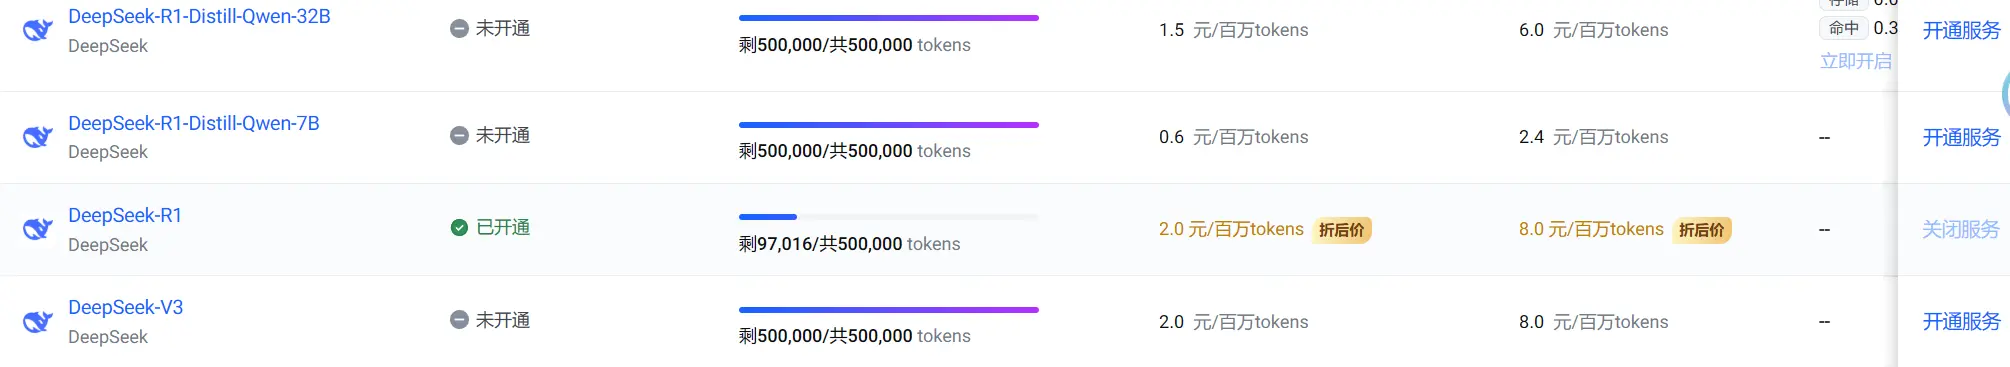 DeepSeek-R1-Distill-Qwen-32B
DeepSeek
未开通
剩500,000/共500,000 tokens
1.5 元/百万tokens
6.0 元/百万tokens
命中 0.3
立即开启
开通服务
DeepSeek-R1-Distill-Qwen-7B
DeepSeek
未开通
剩500,000/共500,000 tokens
0.6 元/百万tokens
2.4 元/百万tokens
--
开通服务
DeepSeek-R1
DeepSeek
已开通
剩97,016/共500,000 tokens
2.0 元/百万tokens 折后价
8.0 元/百万tokens 折后价
--
关闭服务
DeepSeek-V3
DeepSeek
未开通
剩500,000/共500,000 tokens
2.0 元/百万tokens
8.0 元/百万tokens
--
开通服务